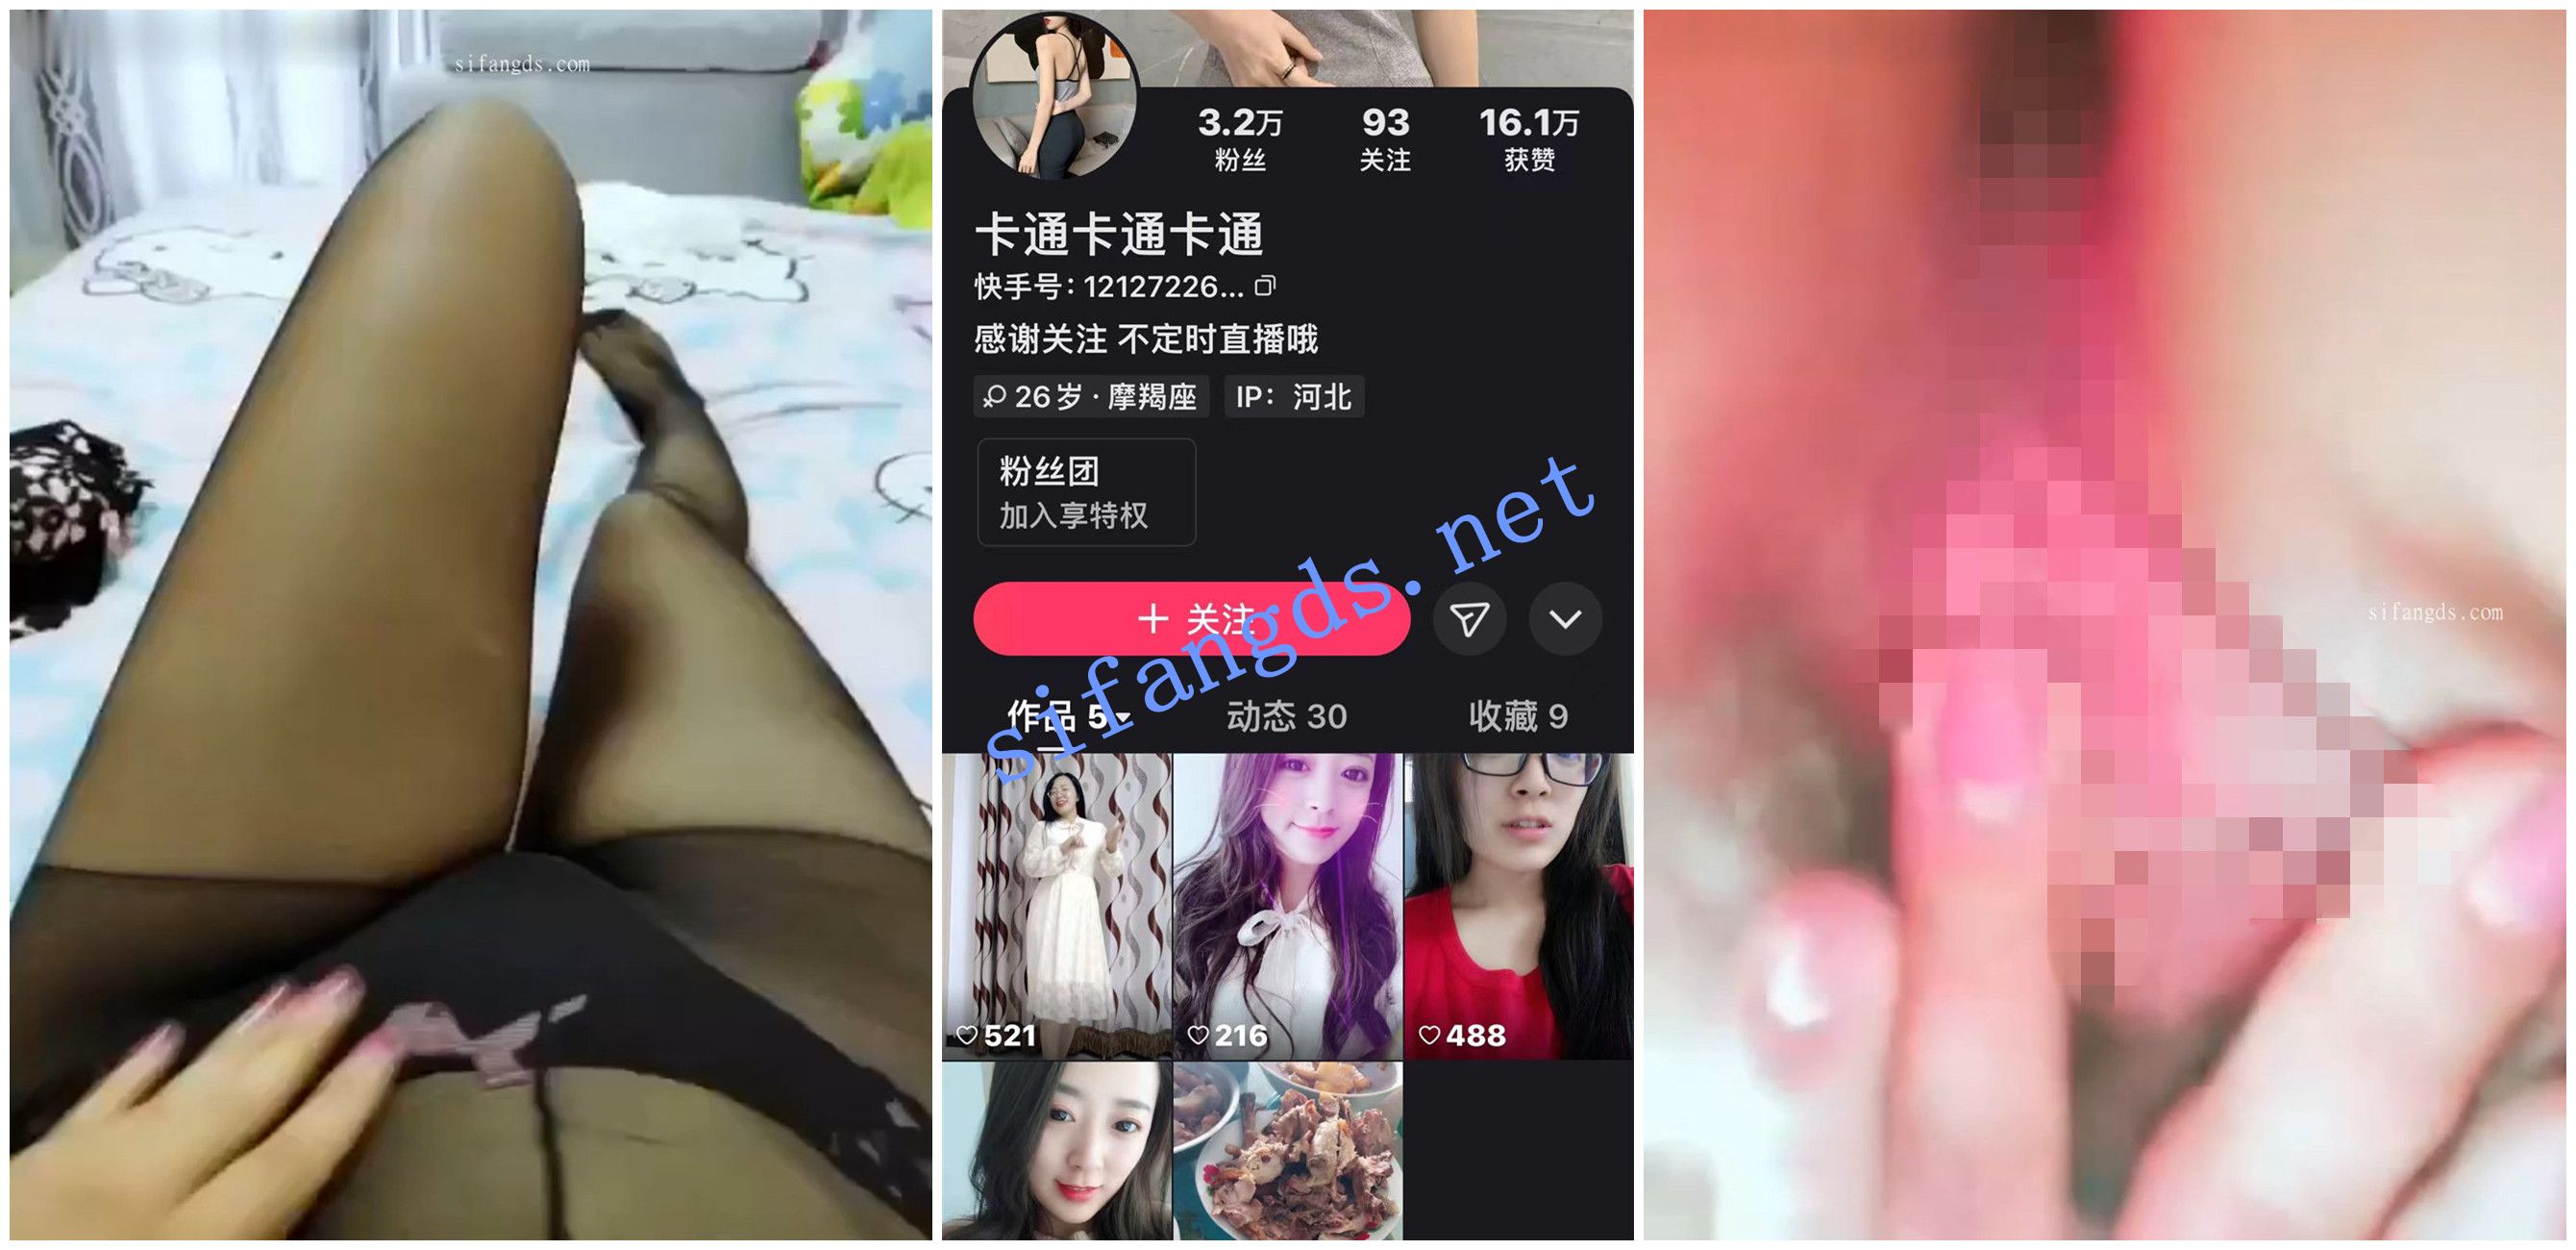 sifangds.com
3.2万
93
16.1万
粉丝
关注
获赞
卡通卡通卡通
快手号：12127226...
感谢关注 不定时直播哦
26岁·摩羯座
IP：河北
粉丝团
加入享特权
+ 关注
作品 5
动态 30
收藏 9
521
216
488
sifangds.net
sifangds.com